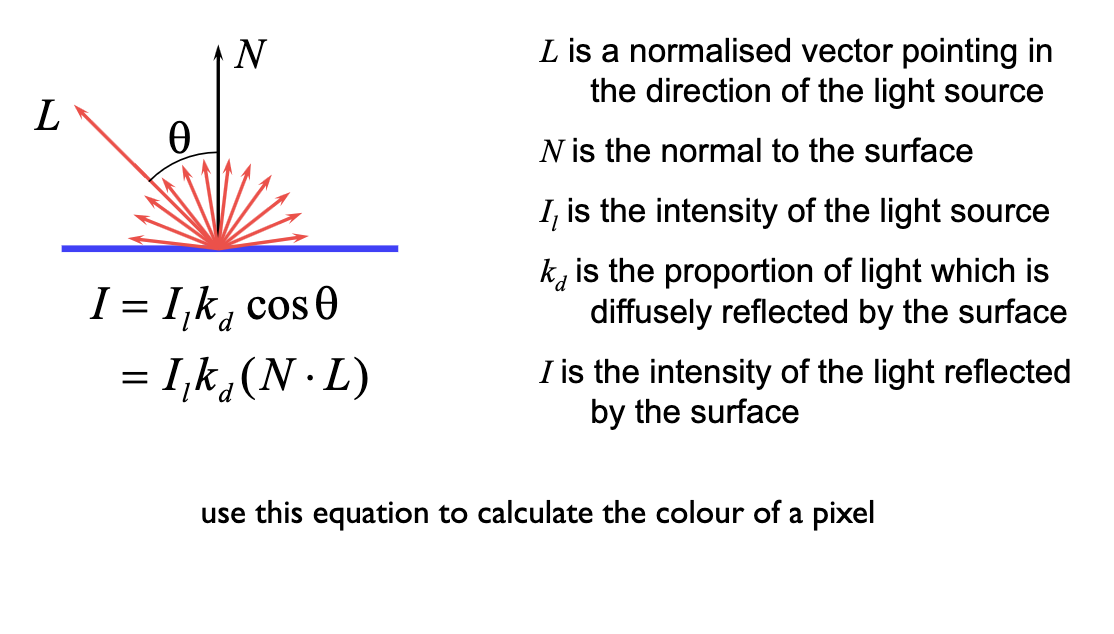 N
L
θ
I = I_l k_d cos θ
= I_l k_d (N · L)
L is a normalised vector pointing in
the direction of the light source
N is the normal to the surface
I_l is the intensity of the light source
k_d is the proportion of light which is
diffusely reflected by the surface
I is the intensity of the light reflected
by the surface
use this equation to calculate the colour of a pixel